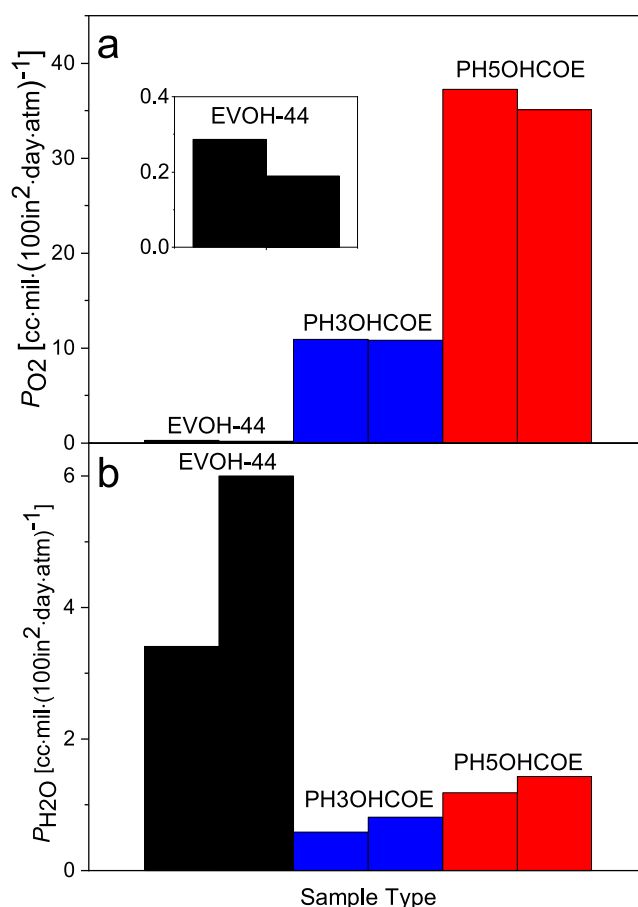 a
PH5OHCOE
40
0.4
EVOH-44
30
0.2
20
0.0
PH3OHCOE
10
EVOH-44
0
PO2 [cc·mil·(100in2·day·atm)-1]
b
EVOH-44
6
4
2
PH5OHCOE
PH3OHCOE
0
PH2O [cc·mil·(100in2·day·atm)-1]
Sample Type